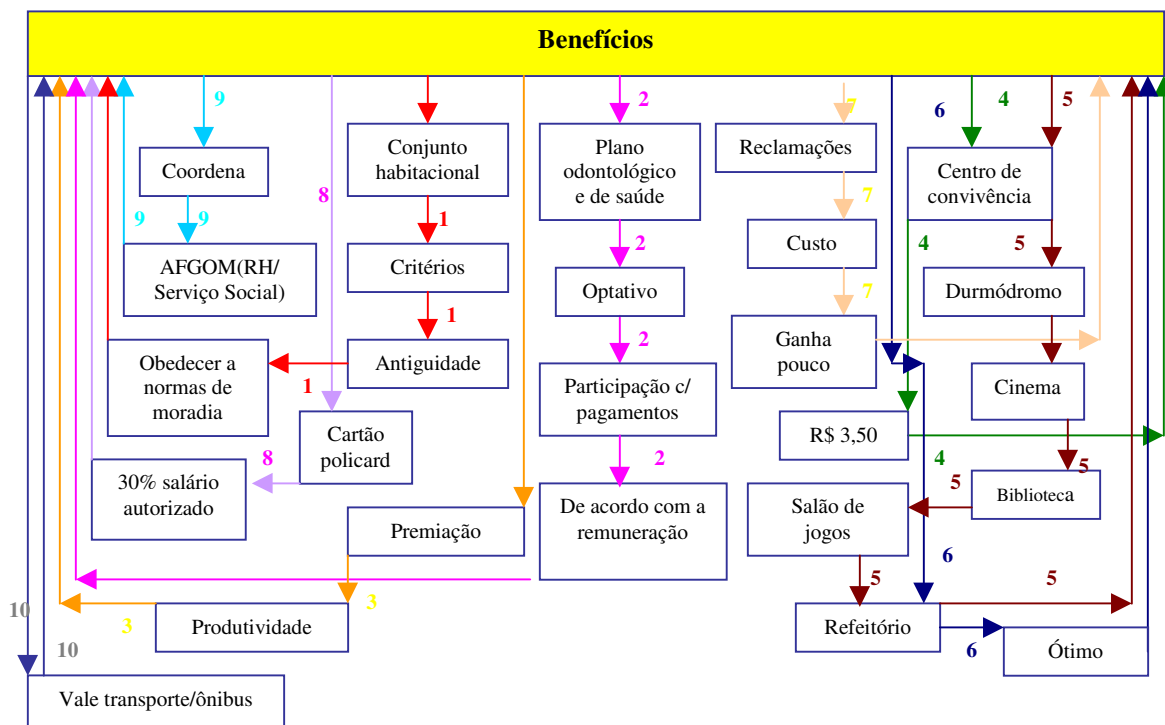 Benefícios
9
2
7
6
4
5
Coordena
Conjunto
habitacional
Plano
odontológico
e de saúde
Reclamações
Centro de
convivência
8
9
9
1
2
7
4
5
AFGOM(RH/
Serviço Social)
Critérios
Optativo
Custo
Durmódromo
1
2
7
Obedecer a
normas de
moradia
1
Antiguidade
Participação c/
pagamentos
Ganha
pouco
Cinema
8
Cartão
policard
2
R$ 3,50
4
5
30% salário
autorizado
De acordo com a
remuneração
Salão de
jogos
5
Biblioteca
Premiação
6
10
3
3
5
5
Produtividade
Refeitório
6
Ótimo
10
Vale transporte/ônibus